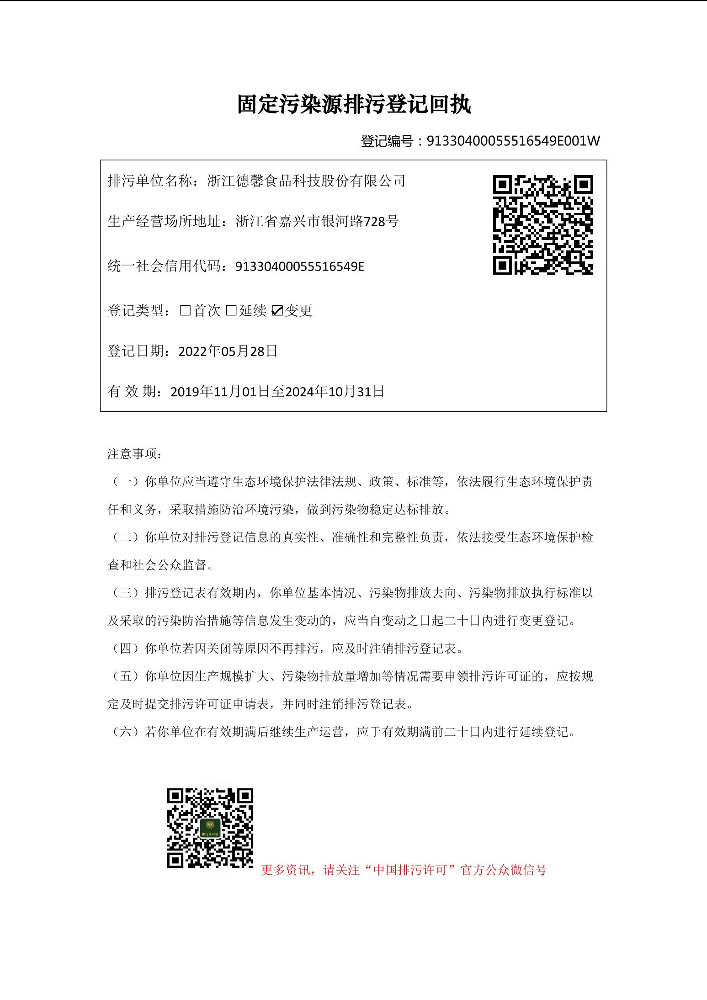 固定污染源排污登记回执
登记编号：91330400055516549E001W
排污单位名称：浙江德馨食品科技股份有限公司
生产经营场所地址：浙江省嘉兴市银河路728号
统一社会信用代码：91330400055516549E
登记类型：☐首次 ☐延续 ☑变更
登记日期：2022年05月28日
有 效 期：2019年11月01日至2024年10月31日
注意事项：
（一）你单位应当遵守生态环境保护法律法规、政策、标准等，依法履行生态环境保护责
任和义务，采取措施防治环境污染，做到污染物稳定达标排放。
（二）你单位对排污登记信息的真实性、准确性和完整性负责，依法接受生态环境保护检
查和社会公众监督。
（三）排污登记表有效期内，你单位基本情况、污染物排放去向、污染物排放执行标准以
及采取的污染防治措施等信息发生变动的，应当自变动之日起二十日内进行变更登记。
（四）你单位若因关闭等原因不再排污，应及时注销排污登记表。
（五）你单位因生产规模扩大、污染物排放量增加等情况需要申领排污许可证的，应按规
定及时提交排污许可证申请表，并同时注销排污登记表。
（六）若你单位在有效期满后继续生产运营，应于有效期满前二十日内进行延续登记。
排污许可证
更多资讯，请关注“中国排污许可”官方公众微信号